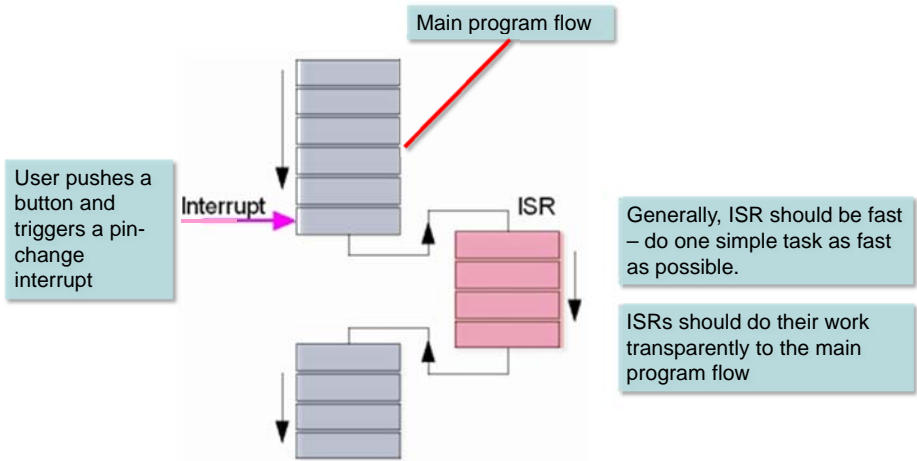 Main program flow
User pushes a
button and
triggers a pin-
change
interrupt
Interrupt
ISR
Generally, ISR should be fast
– do one simple task as fast
as possible.
ISRs should do their work
transparently to the main
program flow